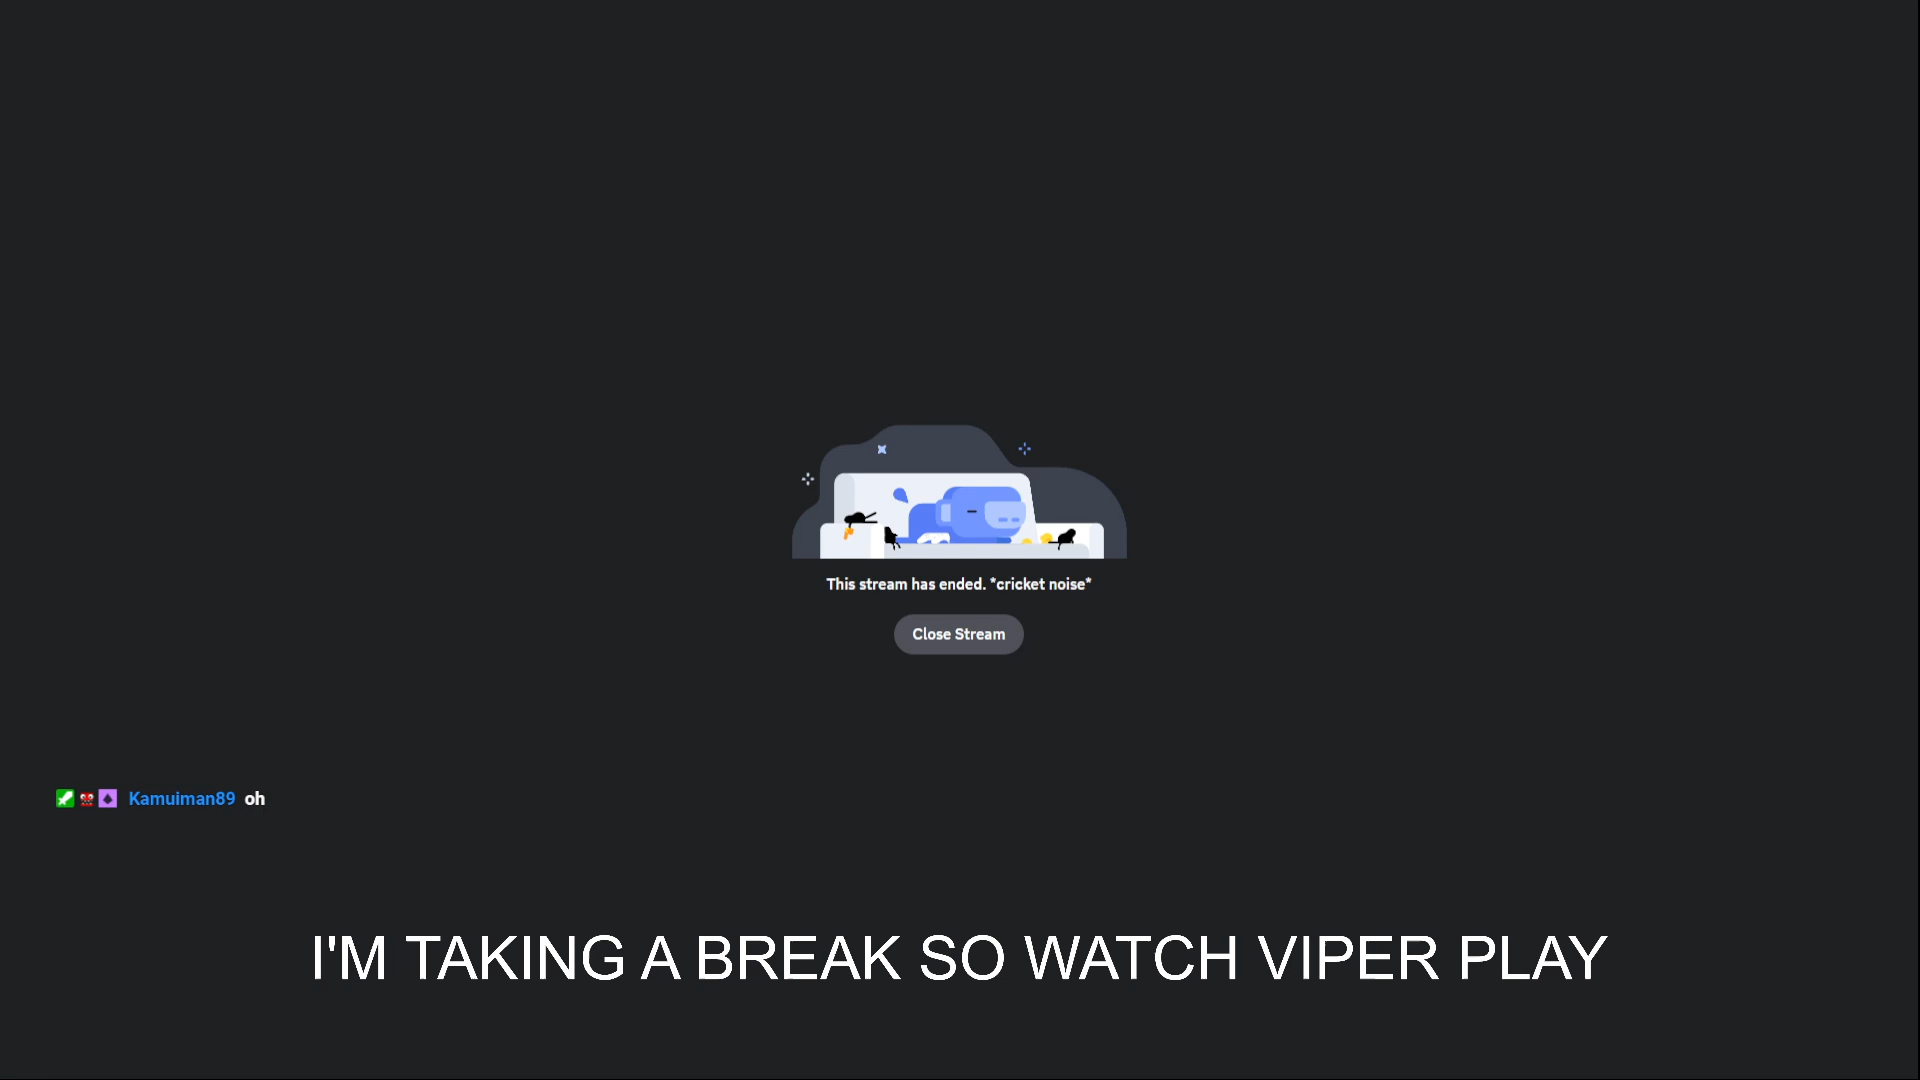 This stream has ended. *cricket noise*
Close Stream
Kamuiman89 oh
I'M TAKING A BREAK SO WATCH VIPER PLAY